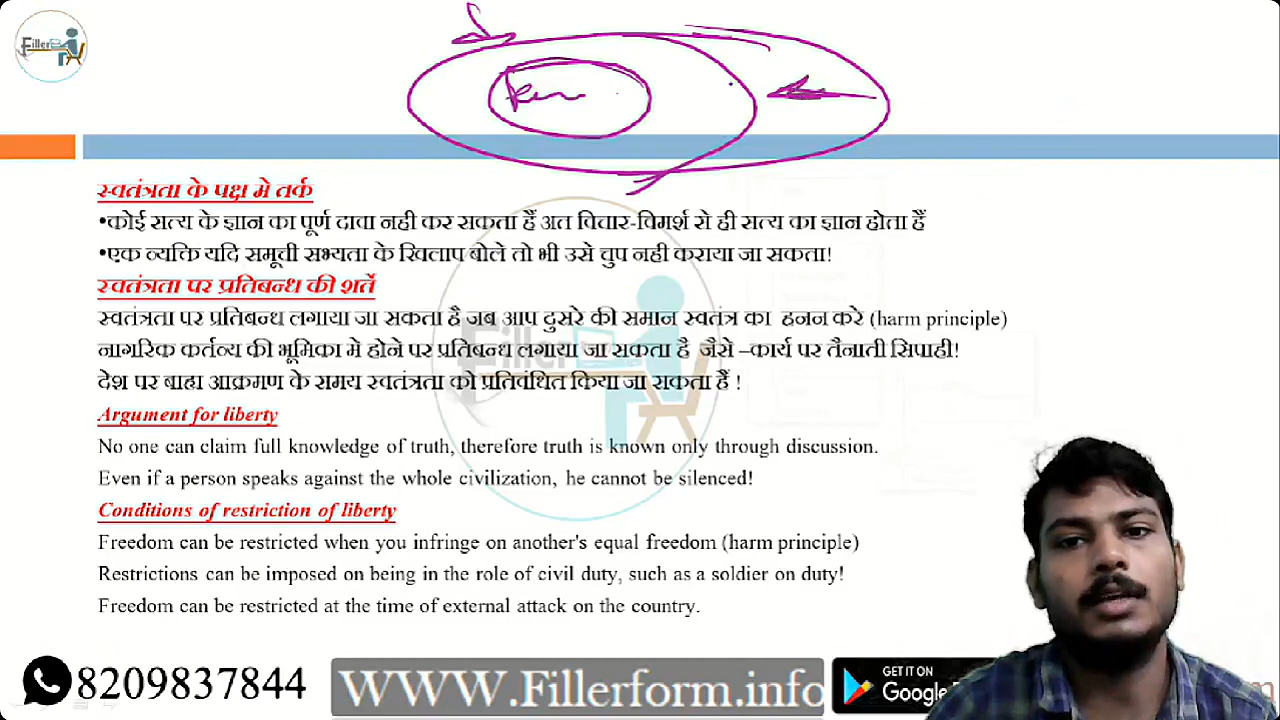 Filler
स्वतंत्रता के पक्ष मे तर्क
•कोई सत्य के ज्ञान का पूर्ण दावा नही कर सकता हैं अत विचार-विमर्श से ही सत्य का ज्ञान होता हैं
•एक व्यक्ति यदि समूची सभ्यता के खिलाप बोले तो भी उसे चुप नही कराया जा सकता!
स्वतंत्रता पर प्रतिबन्ध की शर्ते
स्वतंत्रता पर प्रतिबन्ध लगाया जा सकता है जब आप दुसरे की समान स्वतंत्र का हनन करे (harm principle)
नागरिक कर्तव्य की भूमिका मे होने पर प्रतिबन्ध लगाया जा सकता है जैसे –कार्य पर तैनाती सिपाही!
देश पर बाह्य आक्रमण के समय स्वतंत्रता को प्रतिवंधित किया जा सकता हैं !
Argument for liberty
No one can claim full knowledge of truth, therefore truth is known only through discussion.
Even if a person speaks against the whole civilization, he cannot be silenced!
Conditions of restriction of liberty
Freedom can be restricted when you infringe on another's equal freedom (harm principle)
Restrictions can be imposed on being in the role of civil duty, such as a soldier on duty!
Freedom can be restricted at the time of external attack on the country.
8209837844
WWW.Fillerform.info
GET IT ON
Google